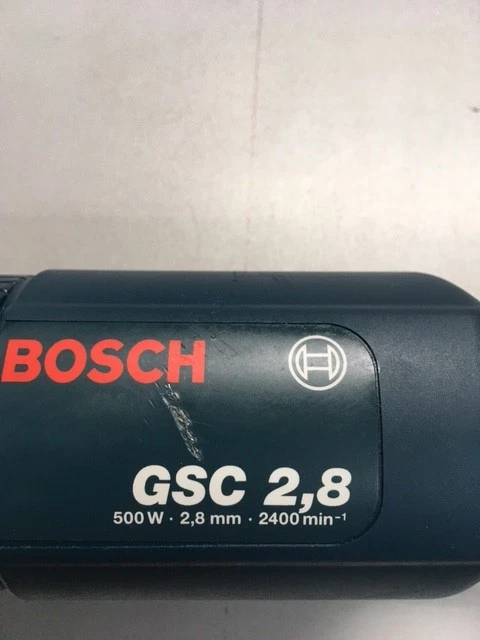 BOSCH
GSC 2,8
500 W · 2,8 mm · 2400 min⁻¹